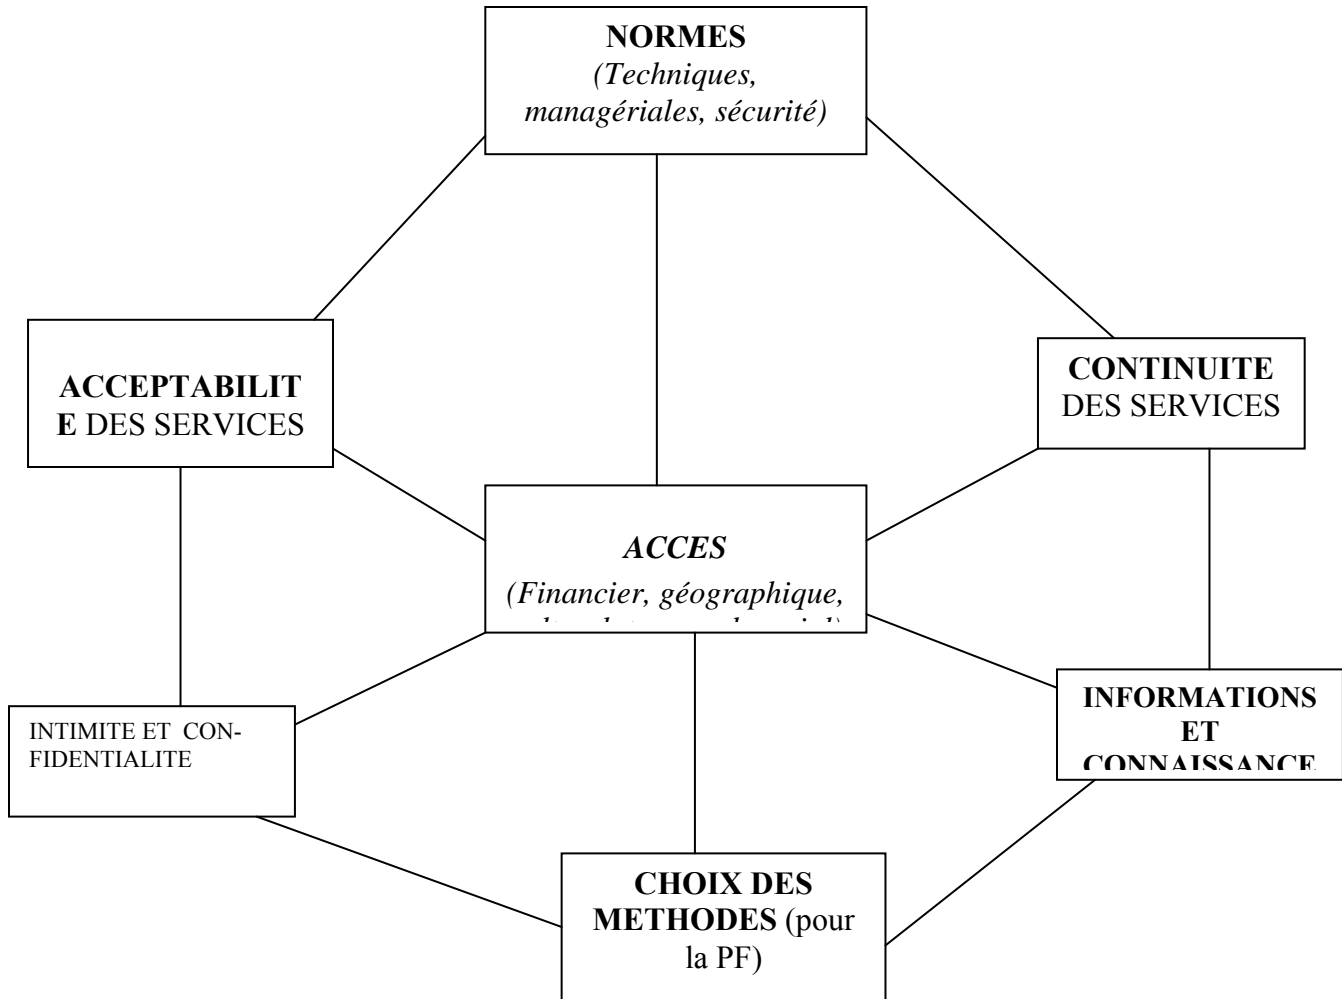 NORMES
(Techniques,
managériales, sécurité)
ACCEPTABILIT
E DES SERVICES
CONTINUITE
DES SERVICES
ACCES
(Financier, géographique,
INTIMITE ET CON-
FIDENTIALITE
INFORMATIONS
ET
CONNAISSANCE
CHOIX DES
METHODES (pour
la PF)